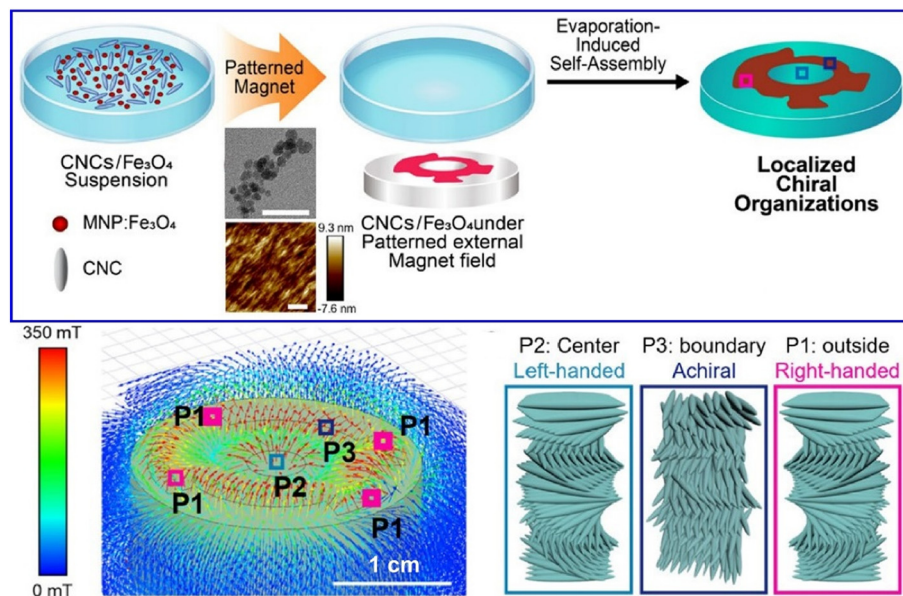 CNCs/Fe₃O₄
Suspension
MNP:Fe₃O₄
CNC
Patterned
Magnet
9.3 nm
-7.6 nm
CNCs/Fe₃O₄under
Patterned external
Magnet field
Evaporation-
Induced
Self-Assembly
Localized
Chiral
Organizations
350 mT
0 mT
P1
P1
P3
P2
P1
P1
1 cm
P2: Center
Left-handed
P3: boundary
Achiral
P1: outside
Right-handed